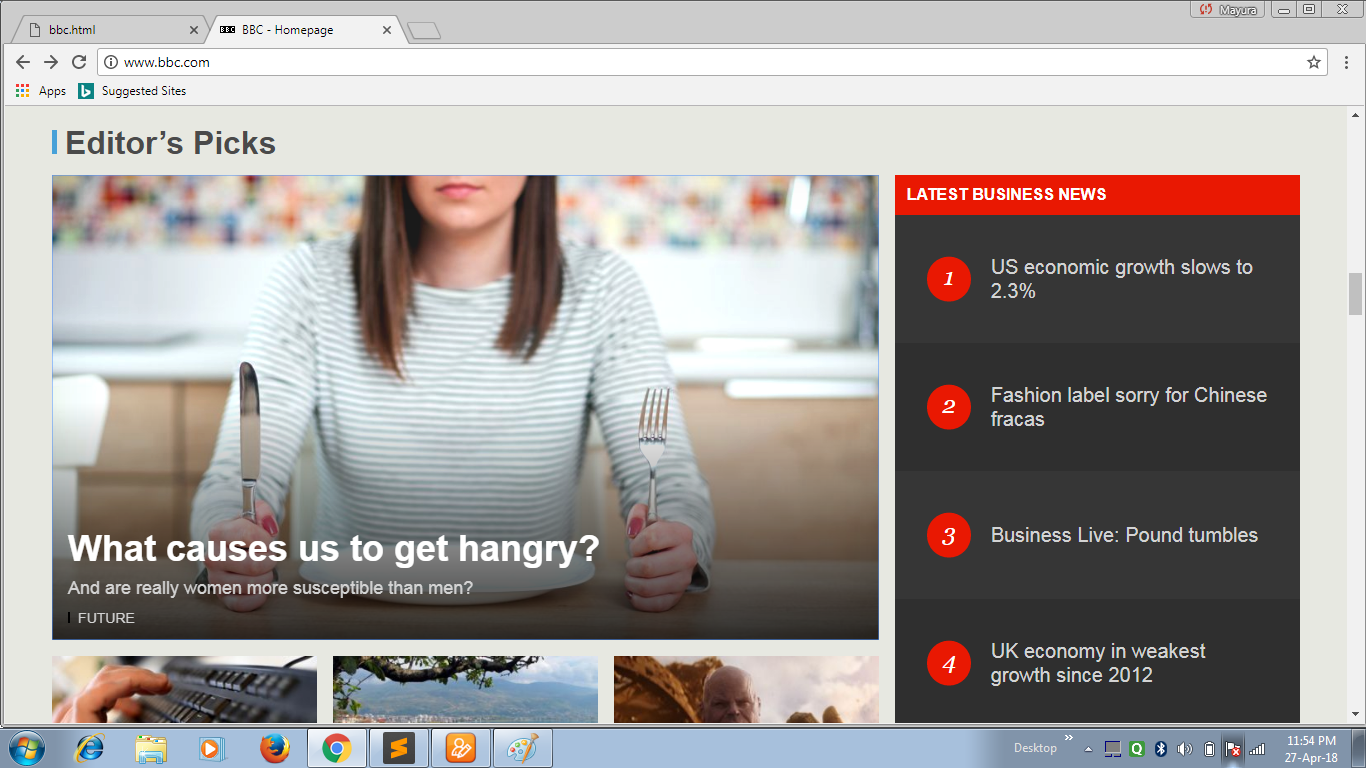 Mayura
bbc.html
BBC BBC - Homepage
www.bbc.com
Apps
Suggested Sites
Editor’s Picks
What causes us to get hangry?
And are really women more susceptible than men?
FUTURE
LATEST BUSINESS NEWS
1 US economic growth slows to
2.3%
2 Fashion label sorry for Chinese
fracas
3 Business Live: Pound tumbles
4 UK economy in weakest
growth since 2012
Desktop
11:54 PM
27-Apr-18